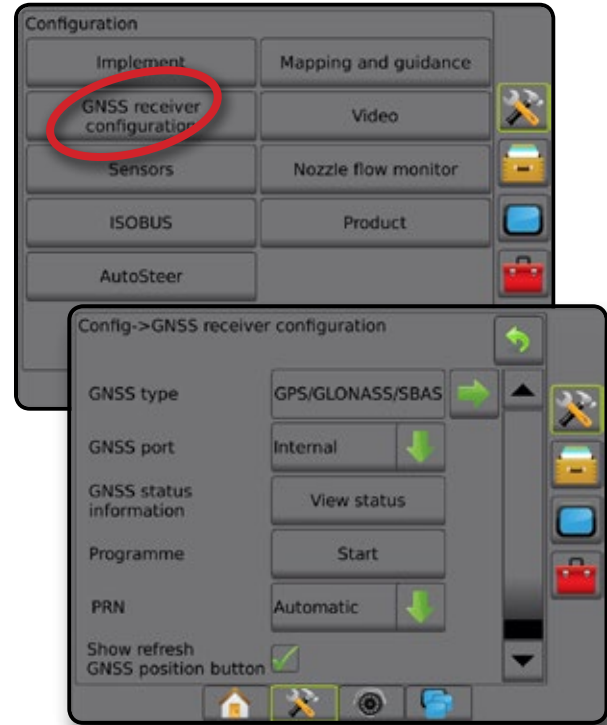 Configuration
Implement
Mapping and guidance
GNSS receiver
configuration
Video
Sensors
Nozzle flow monitor
ISOBUS
Product
AutoSteer
Config->GNSS receiver configuration
GNSS type
GPS/GLONASS/SBAS
GNSS port
Internal
GNSS status
information
View status
Programme
Start
PRN
Automatic
Show refresh
GNSS position button